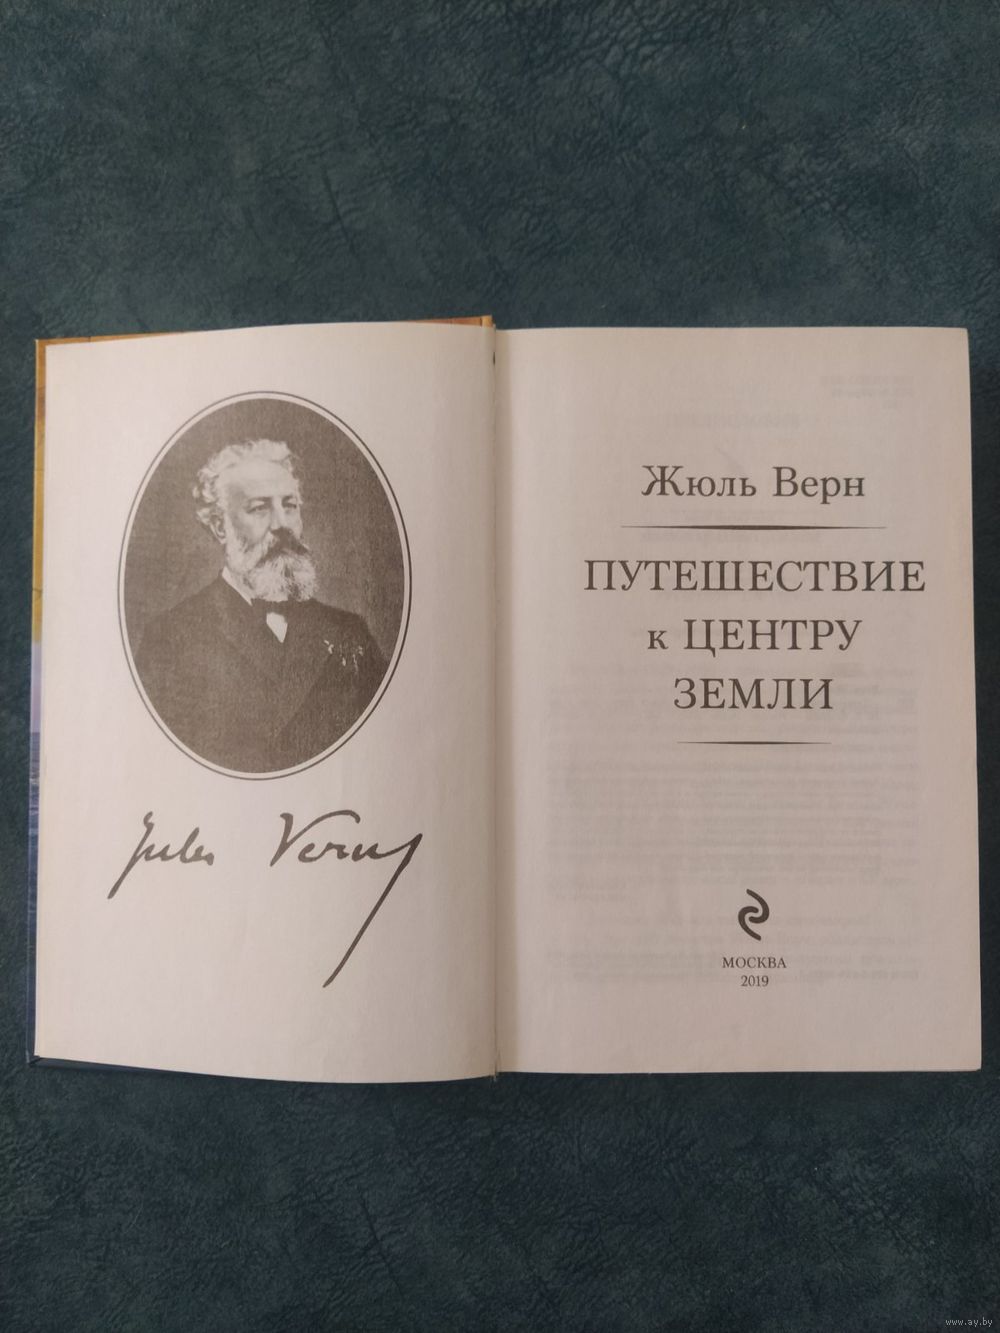 Jules Verne
Жюль Верн
ПУТЕШЕСТВИЕ
к ЦЕНТРУ
ЗЕМЛИ
МОСКВА
2019
www.ay.by